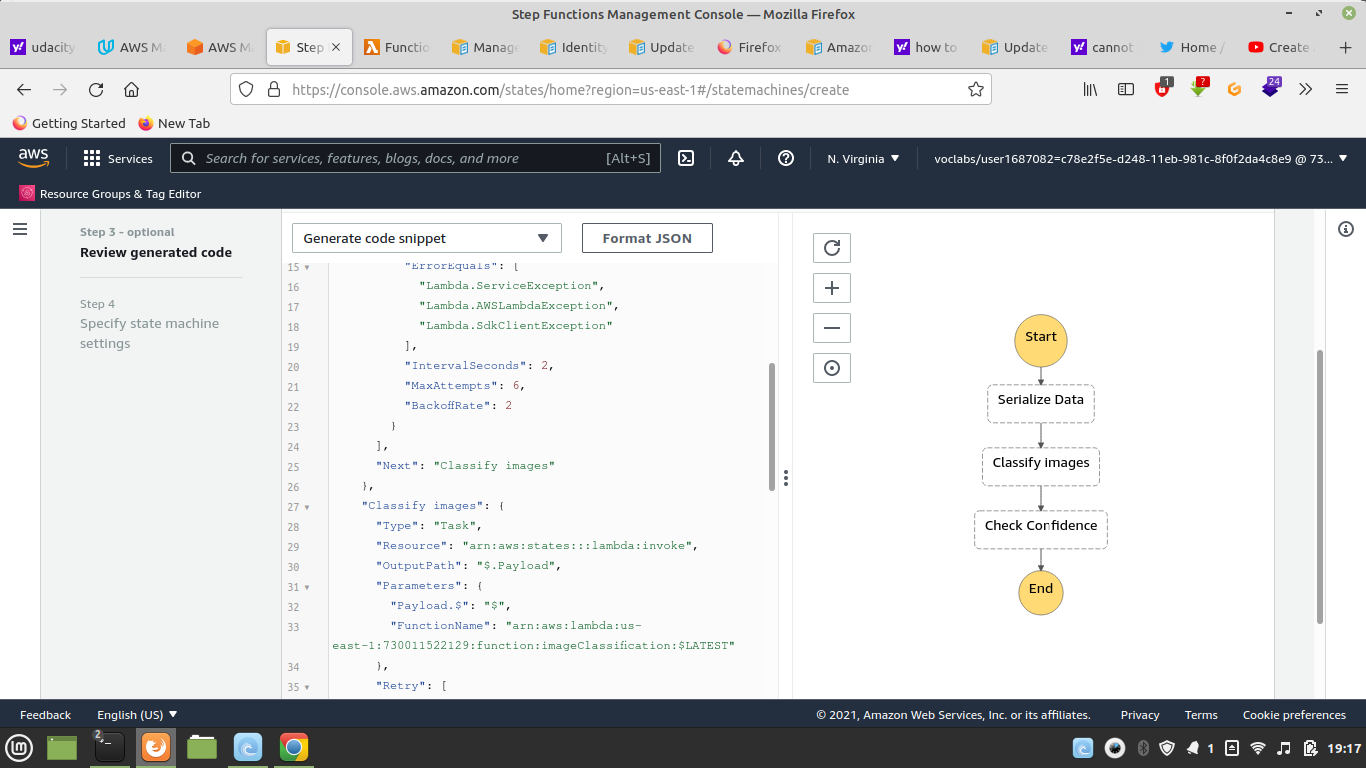 Step Functions Management Console — Mozilla Firefox
udacity
AWS M
AWS M
Step
Functio
Manage
Identity
Update
Firefox
Amazon
how to
Update
cannot
Home /
Create
https://console.aws.amazon.com/states/home?region=us-east-1#/statemachines/create
1
?
24
Getting Started
New Tab
aws
Services
Search for services, features, blogs, docs, and more
[Alt+S]
N. Virginia
voclabs/user1687082=c78e2f5e-d248-11eb-981c-8f0f2da4c8e9 @ 73...
Resource Groups & Tag Editor
Step 3 - optional
Review generated code
Step 4
Specify state machine
settings
Generate code snippet
Format JSON
15 "ErrorEquals": [
16 "Lambda.ServiceException",
17 "Lambda.AWSLambdaException",
18 "Lambda.SdkClientException"
19 ],
20 "IntervalSeconds": 2,
21 "MaxAttempts": 6,
22 "BackoffRate": 2
23 }
24 ],
25 "Next": "Classify images"
26 },
27 "Classify images": {
28 "Type": "Task",
29 "Resource": "arn:aws:states:::lambda:invoke",
30 "OutputPath": "$.Payload",
31 "Parameters": {
32 "Payload.$": "$",
33 "FunctionName": "arn:aws:lambda:us-
east-1:730011522129:function:imageClassification:$LATEST"
34 },
35 "Retry": [
Start
Serialize Data
Classify images
Check Confidence
End
Feedback
English (US)
© 2021, Amazon Web Services, Inc. or its affiliates.
Privacy
Terms
Cookie preferences
2
1
19:17